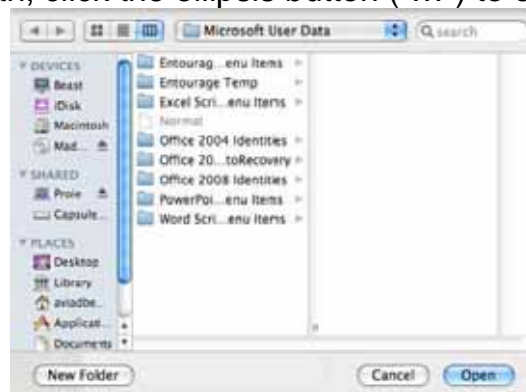 th, click the ellipsis button ("...") to s
Microsoft User Data
search
DEVICES
Beast
iDisk
Macintosh
Mad...
SHARED
Proie
Capsule...
PLACES
Desktop
Library
aviadbe...
Applicati...
Documents
Entourag...enu Items
Entourage Temp
Excel Scri...enu Items
Normal
Office 2004 Identities
Office 20...toRecovery
Office 2008 Identities
PowerPoi...enu Items
Word Scri...enu Items
New Folder
Cancel
Open